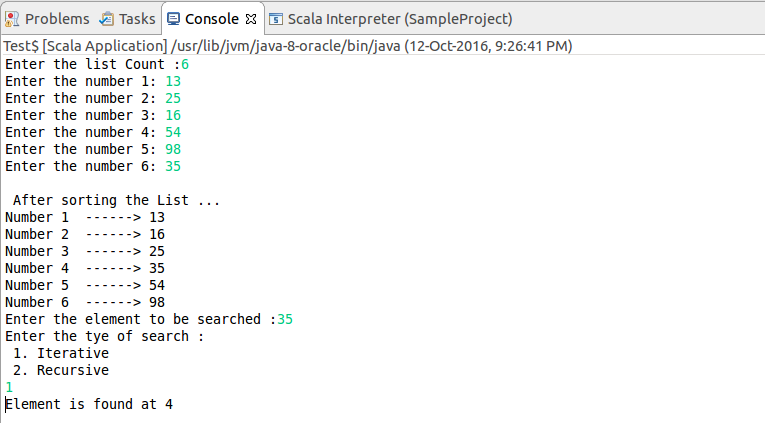 Problems Tasks Console Scala Interpreter (SampleProject)
Test$ [Scala Application] /usr/lib/jvm/java-8-oracle/bin/java (12-Oct-2016, 9:26:41 PM)
Enter the list Count :6
Enter the number 1: 13
Enter the number 2: 25
Enter the number 3: 16
Enter the number 4: 54
Enter the number 5: 98
Enter the number 6: 35
After sorting the List ...
Number 1  ------> 13
Number 2  ------> 16
Number 3  ------> 25
Number 4  ------> 35
Number 5  ------> 54
Number 6  ------> 98
Enter the element to be searched :35
Enter the tye of search :
1. Iterative
2. Recursive
1
Element is found at 4